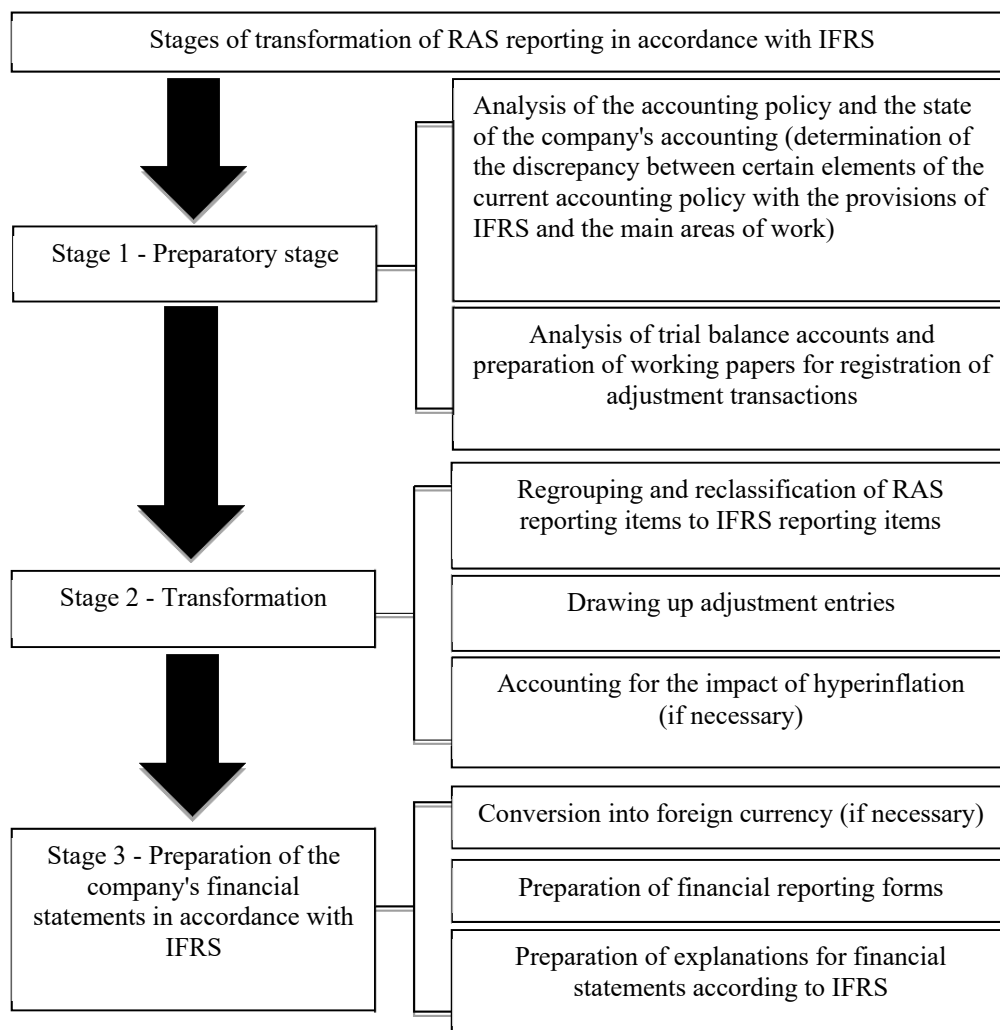 Stages of transformation of RAS reporting in accordance with IFRS
Analysis of the accounting policy and the state
of the company's accounting (determination of
the discrepancy between certain elements of the
current accounting policy with the provisions of
IFRS and the main areas of work)
Stage 1 - Preparatory stage
Analysis of trial balance accounts and
preparation of working papers for registration of
adjustment transactions
Regrouping and reclassification of RAS
reporting items to IFRS reporting items
Stage 2 - Transformation
Drawing up adjustment entries
Accounting for the impact of hyperinflation
(if necessary)
Stage 3 - Preparation of the
company's financial
statements in accordance with
IFRS
Conversion into foreign currency (if necessary)
Preparation of financial reporting forms
Preparation of explanations for financial
statements according to IFRS